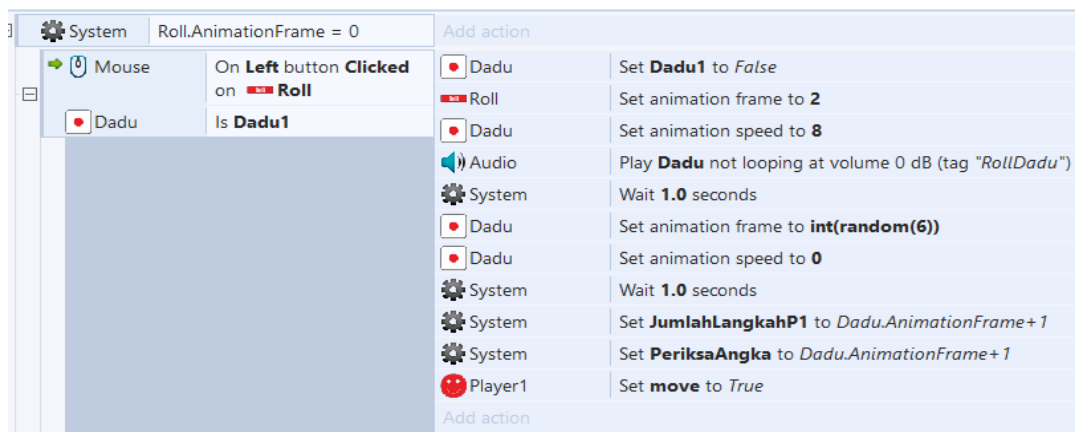 System Roll.AnimationFrame = 0 Add action
Mouse On Left button Clicked
on Roll Roll
Dadu Is Dadu1
Dadu Set Dadu1 to False
Roll Roll Set animation frame to 2
Dadu Set animation speed to 8
Audio Play Dadu not looping at volume 0 dB (tag "RollDadu")
System Wait 1.0 seconds
Dadu Set animation frame to int(random(6))
Dadu Set animation speed to 0
System Wait 1.0 seconds
System Set JumlahLangkahP1 to Dadu.AnimationFrame+1
System Set PeriksaAngka to Dadu.AnimationFrame+1
Player1 Set move to True
Add action